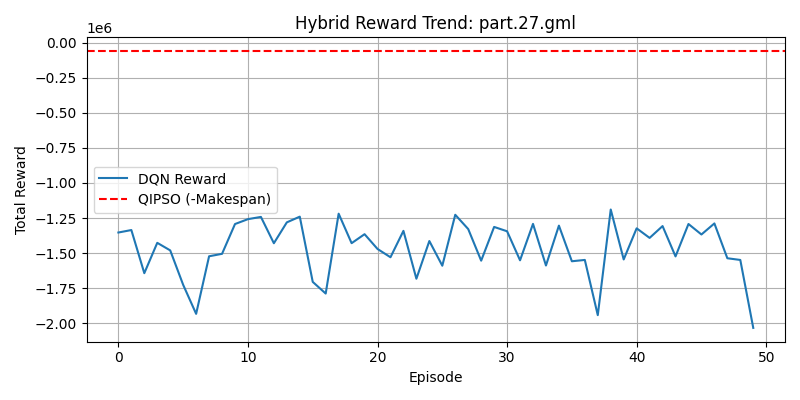 Hybrid Reward Trend: part.27.gml
1e6
0.00
−0.25
−0.50
−0.75
−1.00
−1.25
−1.50
−1.75
−2.00
Total Reward
DQN Reward
QIPSO (-Makespan)
0 10 20 30 40 50
Episode